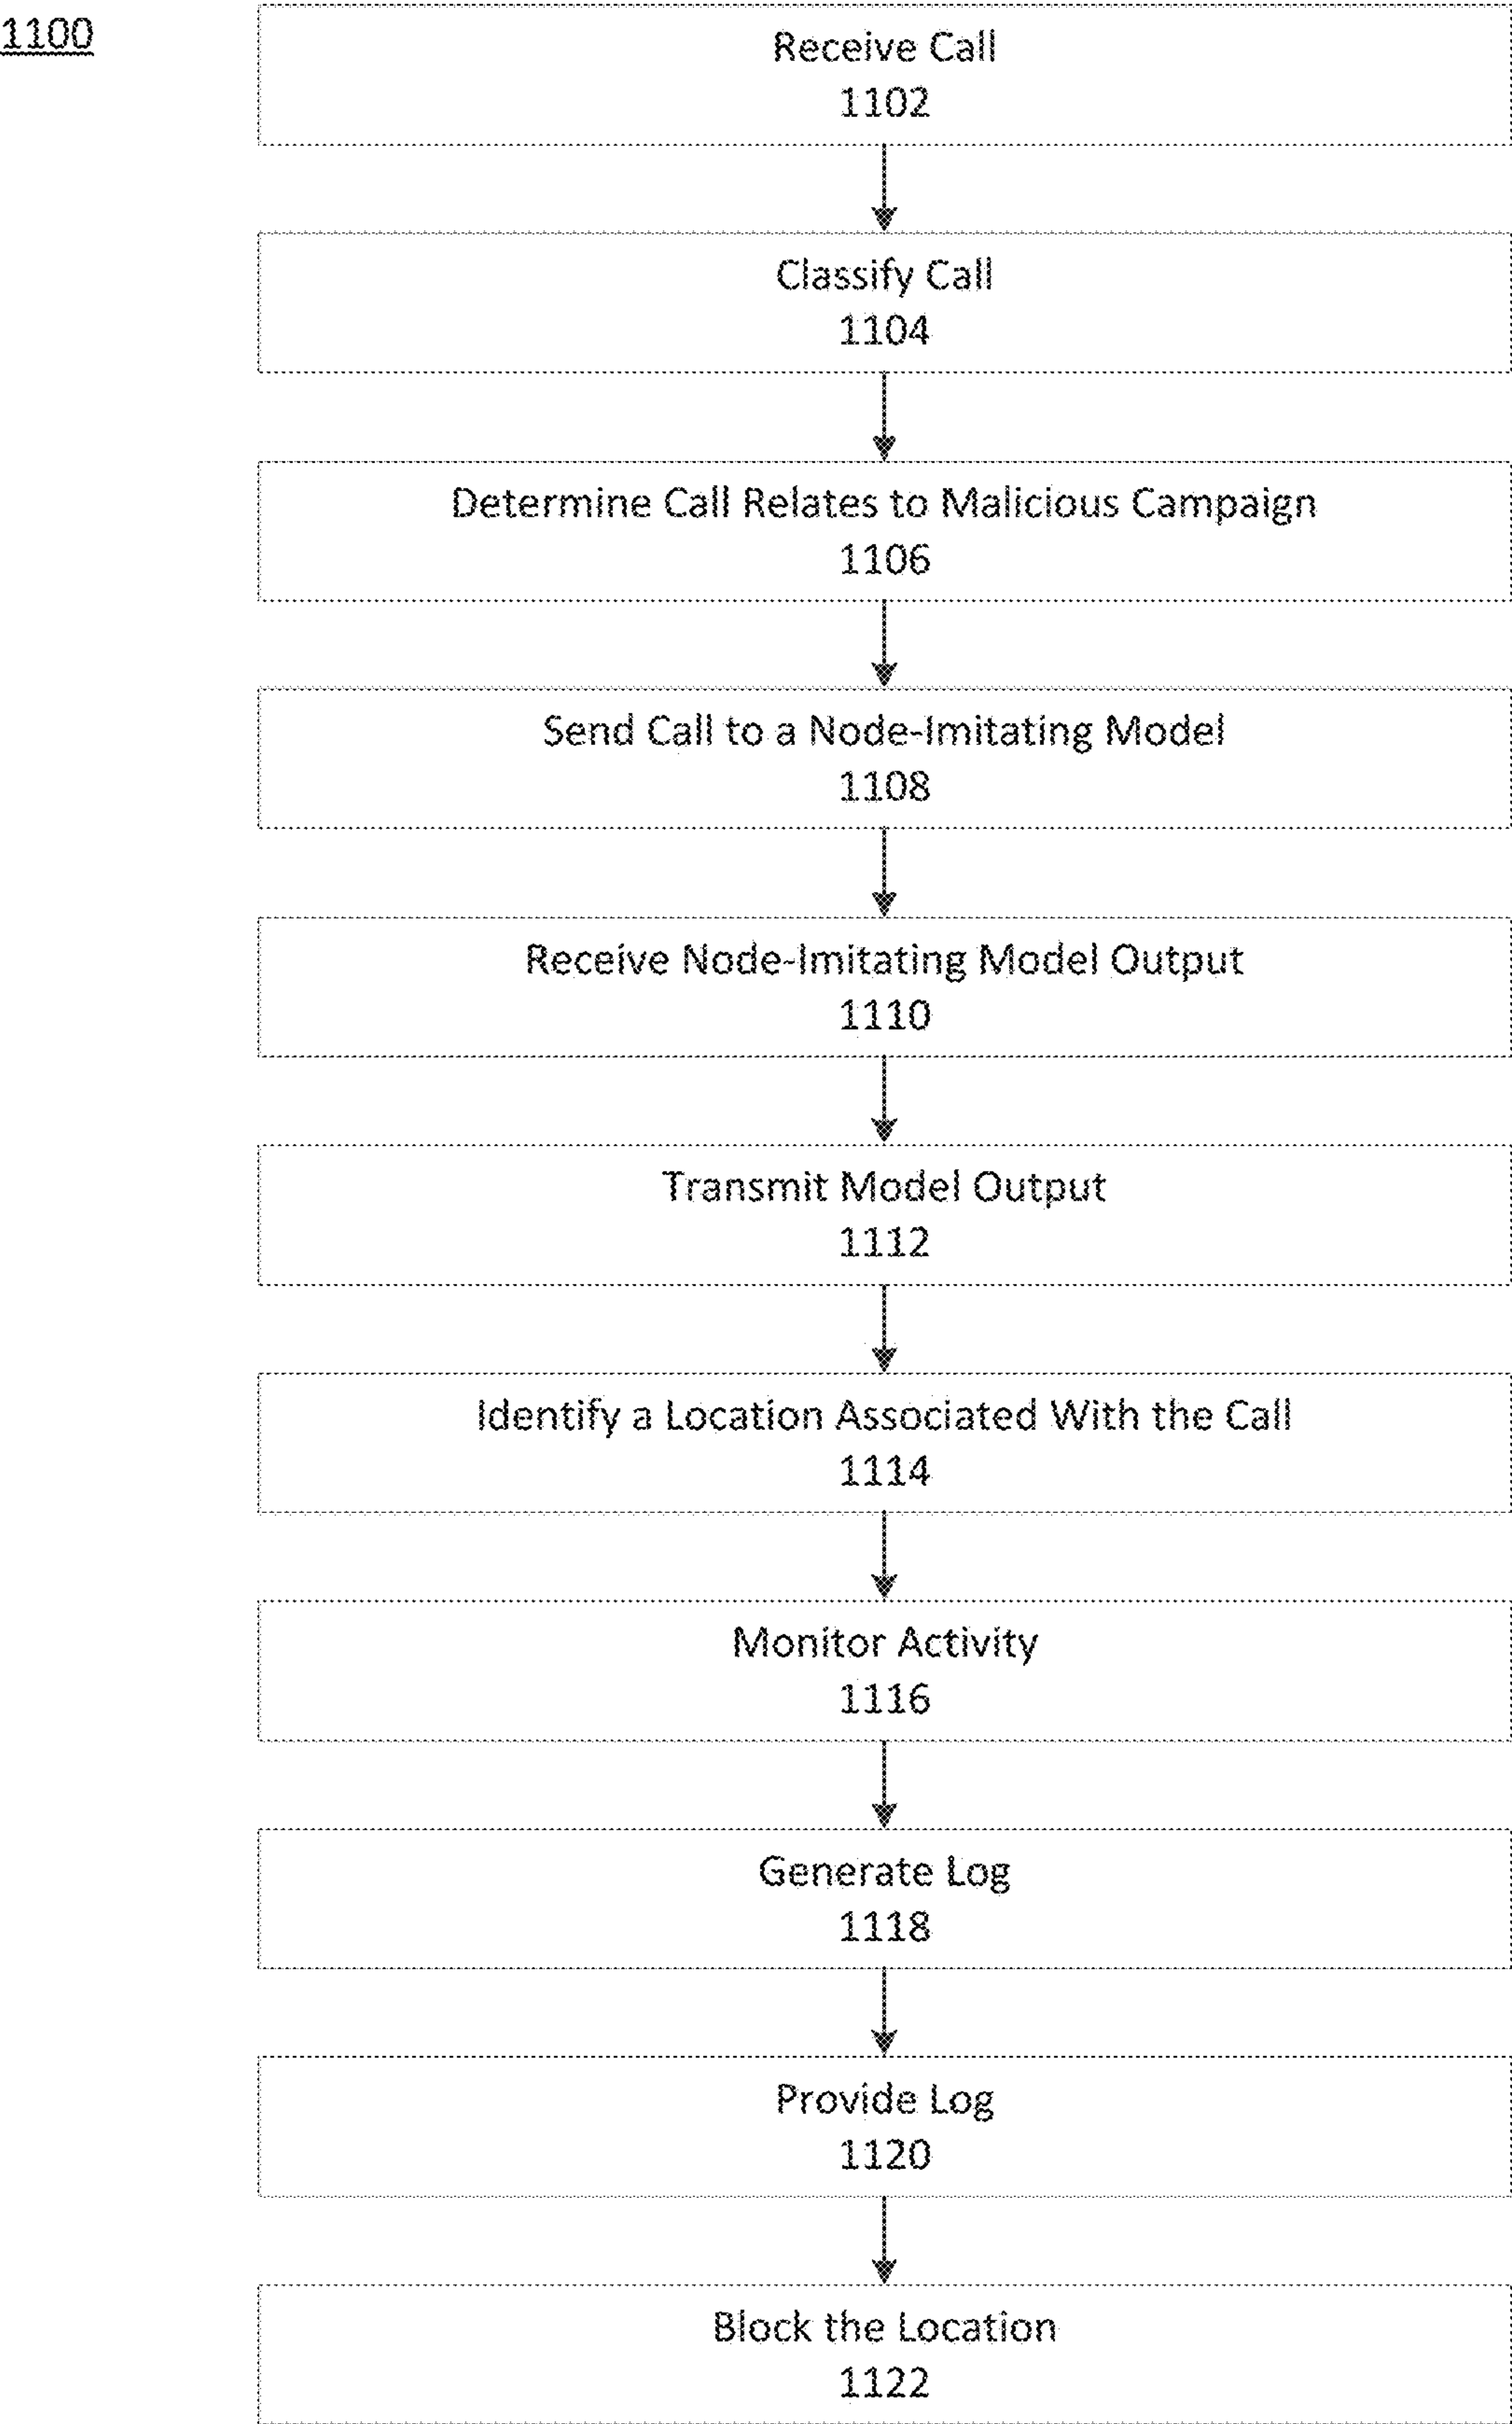 1100
Receive Call
1102
Classify Call
1104
Determine Call Relates to Malicious Campaign
1106
Send Call to a Node-Imitating Model
1108
Receive Node-Imitating Model Output
1110
Transmit Model Output
1112
Identify a Location Associated With the Call
1114
Monitor Activity
1116
Generate Log
1118
Provide Log
1120
Block the Location
1122